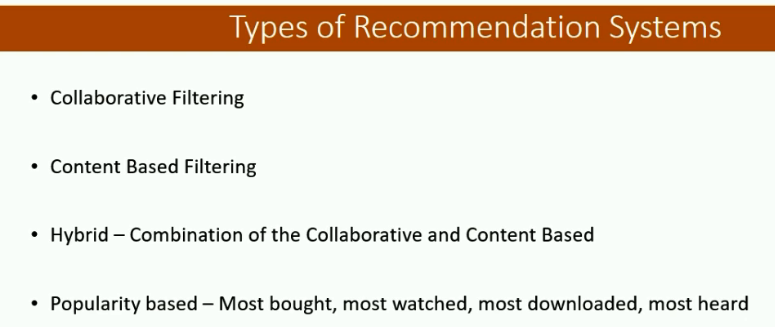 Types of Recommendation Systems
• Collaborative Filtering
• Content Based Filtering
• Hybrid – Combination of the Collaborative and Content Based
• Popularity based – Most bought, most watched, most downloaded, most heard